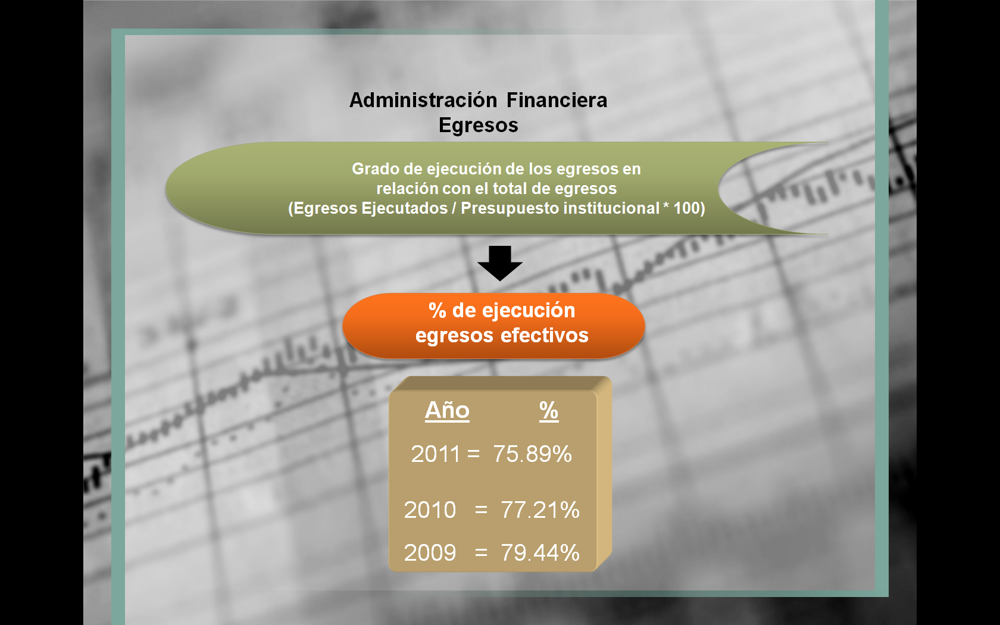 Administración Financiera
Egresos
Grado de ejecución de los egresos en
relación con el total de egresos
(Egresos Ejecutados / Presupuesto institucional * 100)
% de ejecución
egresos efectivos
Año %
2011 = 75.89%
2010 = 77.21%
2009 = 79.44%